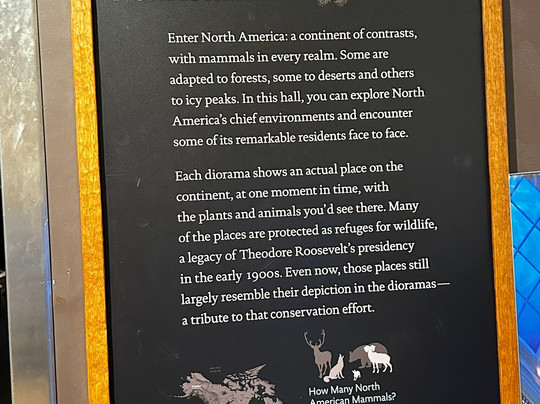 Enter North America: a continent of contrasts,
with mammals in every realm. Some are
adapted to forests, some to deserts and others
to icy peaks. In this hall, you can explore North
America's chief environments and encounter
some of its remarkable residents face to face.
Each diorama shows an actual place on the
continent, at one moment in time, with
the plants and animals you'd see there. Many
of the places are protected as refuges for wildlife,
a legacy of Theodore Roosevelt's presidency
in the early 1900s. Even now, those places still
largely resemble their depiction in the dioramas—
a tribute to that conservation effort.
How Many North
American Mammals?